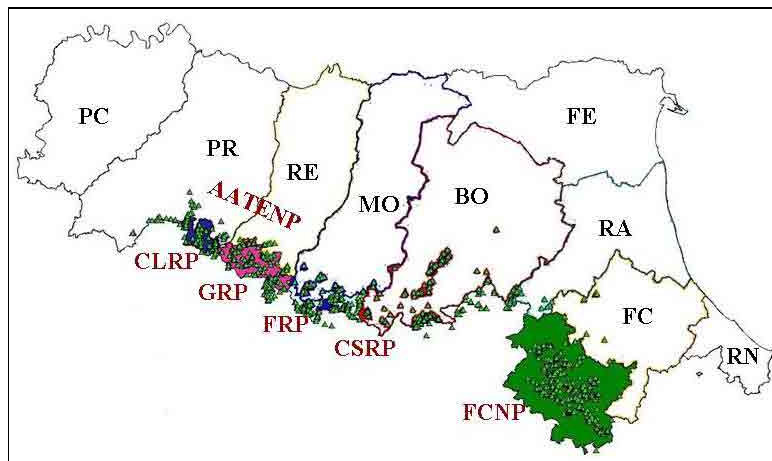 PC
PR
RE
MO
BO
FE
RA
FC
RN
AATENP
CLRP
GRP
FRP
CSRP
FCNP